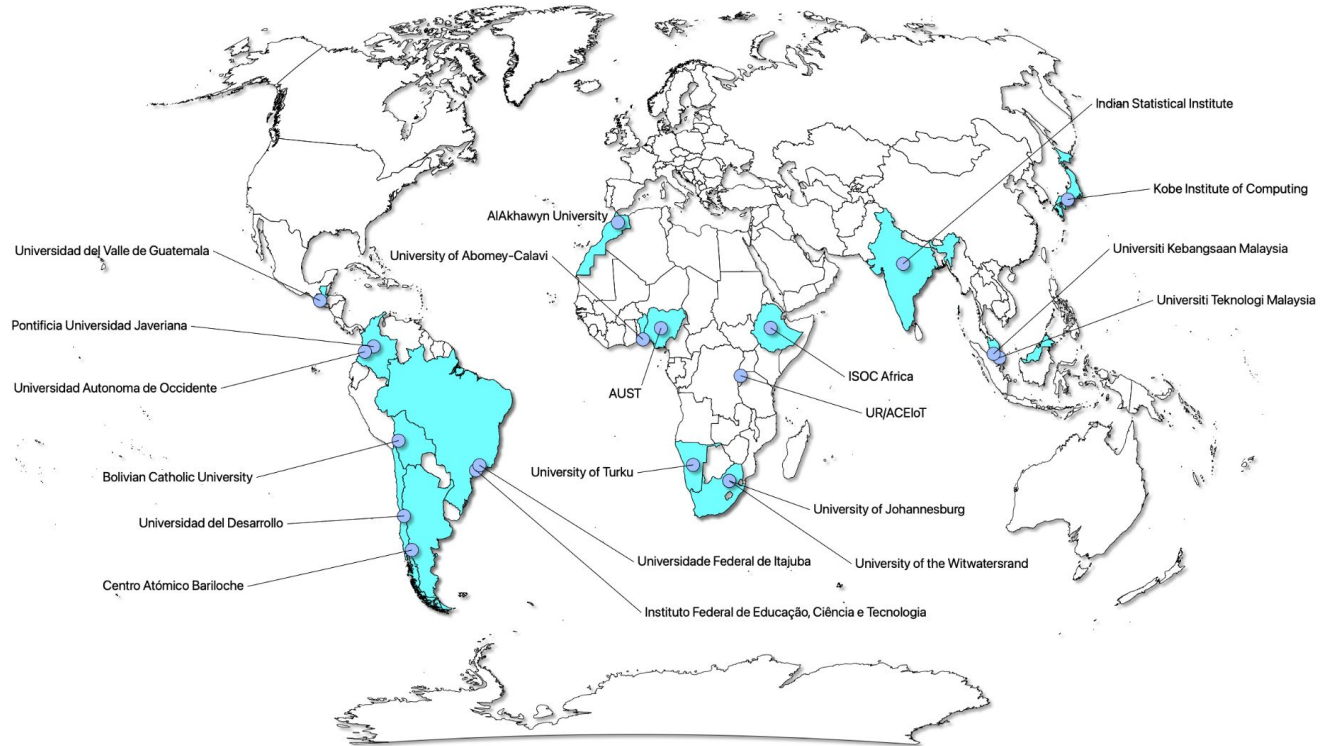 Indian Statistical Institute
Kobe Institute of Computing
AlAkhawyn University
Universidad del Valle de Guatemala
University of Abomey-Calavi
Universiti Kebangsaan Malaysia
Universiti Teknologi Malaysia
Pontificia Universidad Javeriana
Universidad Autonoma de Occidente
ISOC Africa
AUST
UR/ACEIoT
Bolivian Catholic University
University of Turku
University of Johannesburg
Universidad del Desarrollo
Universidade Federal de Itajuba
University of the Witwatersrand
Centro Atómico Bariloche
Instituto Federal de Educação, Ciência e Tecnologia